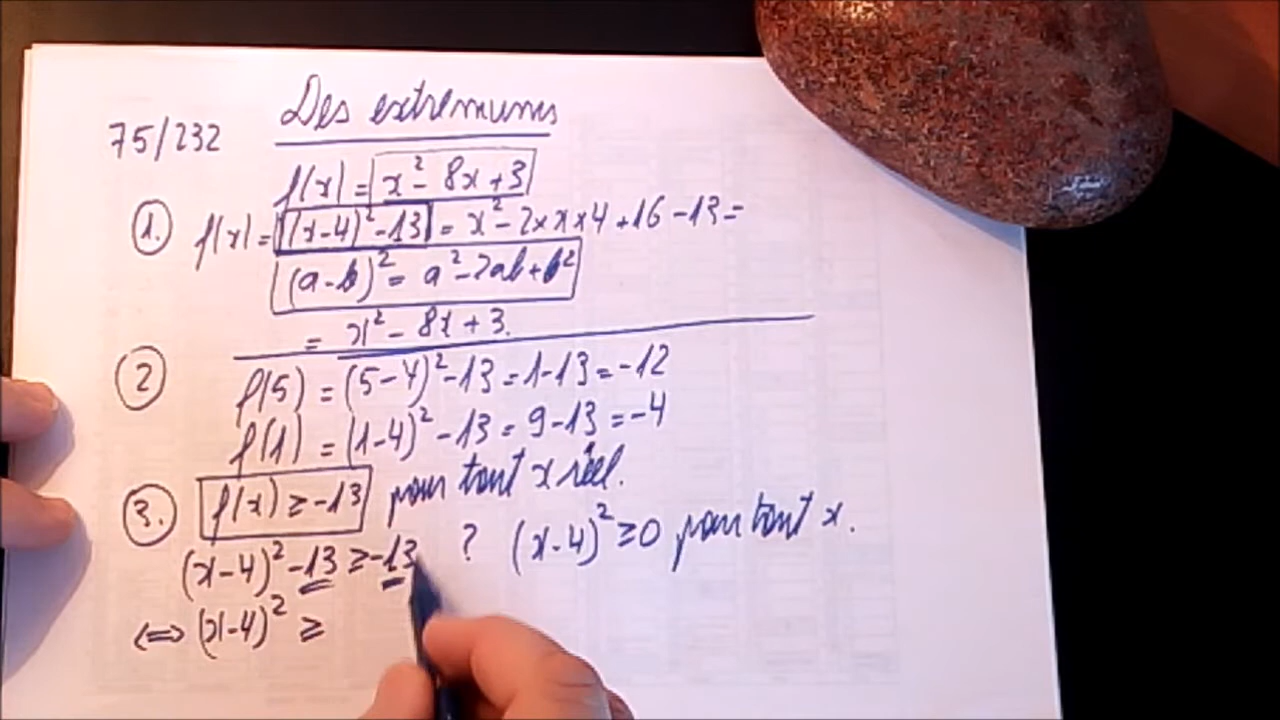 Des extremums
75/232
f(x) = x² - 8x + 3
1. f(x) = (x-4)² - 13 = x² - 2×x×4 + 16 - 13 =
(a-b)² = a² - 2ab + b²
= x² - 8x + 3.
2 f(5) = (5-4)² - 13 = 1 - 13 = -12
f(1) = (1-4)² - 13 = 9 - 13 = -4
3. f(x) ≥ -13 pour tout x réel.
(x-4)² - 13 ≥ -13 ? (x-4)² ≥ 0 pour tout x.
⟺ (x-4)² ≥